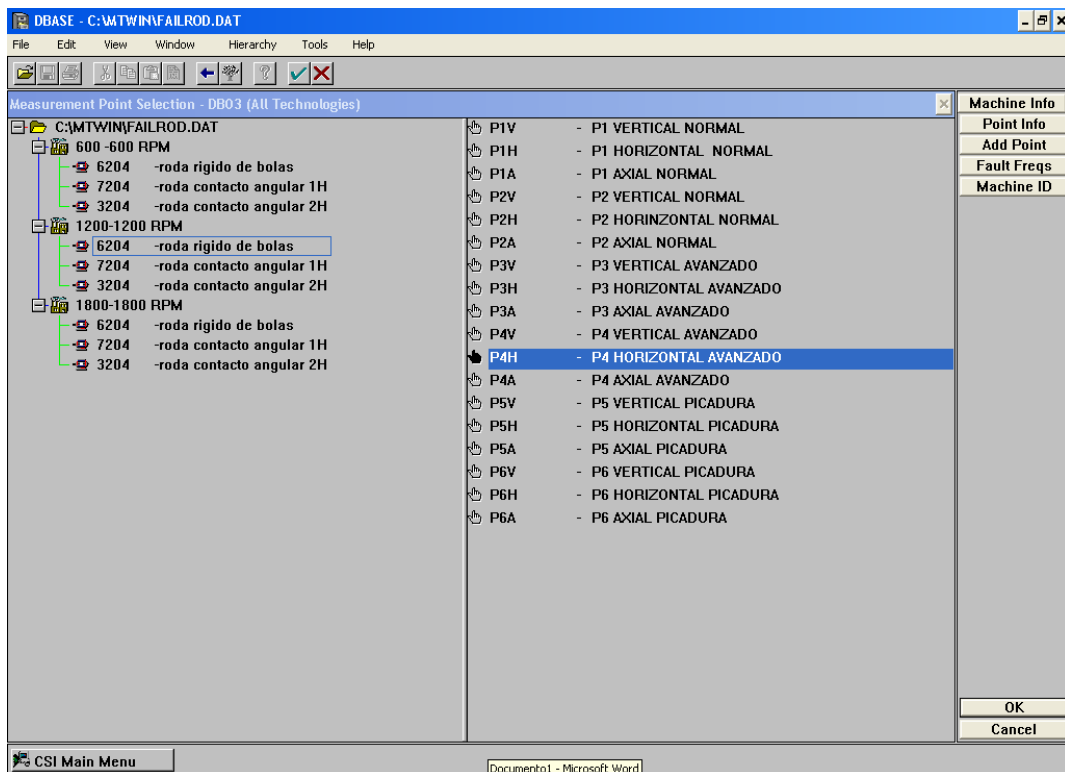 DBASE - C:\MTWIN\FAILROD.DAT
File Edit View Window Hierarchy Tools Help
Measurement Point Selection - DB03 (All Technologies)
C:\MTWIN\FAILROD.DAT
600 -600 RPM
6204 -roda rigido de bolas
7204 -roda contacto angular 1H
3204 -roda contacto angular 2H
1200-1200 RPM
6204 -roda rigido de bolas
7204 -roda contacto angular 1H
3204 -roda contacto angular 2H
1800-1800 RPM
6204 -roda rigido de bolas
7204 -roda contacto angular 1H
3204 -roda contacto angular 2H
P1V - P1 VERTICAL NORMAL
P1H - P1 HORIZONTAL NORMAL
P1A - P1 AXIAL NORMAL
P2V - P2 VERTICAL NORMAL
P2H - P2 HORINZONTAL NORMAL
P2A - P2 AXIAL NORMAL
P3V - P3 VERTICAL AVANZADO
P3H - P3 HORIZONTAL AVANZADO
P3A - P3 AXIAL AVANZADO
P4V - P4 VERTICAL AVANZADO
P4H - P4 HORIZONTAL AVANZADO
P4A - P4 AXIAL AVANZADO
P5V - P5 VERTICAL PICADURA
P5H - P5 HORIZONTAL PICADURA
P5A - P5 AXIAL PICADURA
P6V - P6 VERTICAL PICADURA
P6H - P6 HORIZONTAL PICADURA
P6A - P6 AXIAL PICADURA
Machine Info
Point Info
Add Point
Fault Freqs
Machine ID
OK
Cancel
CSI Main Menu
Documento1 - Microsoft Word